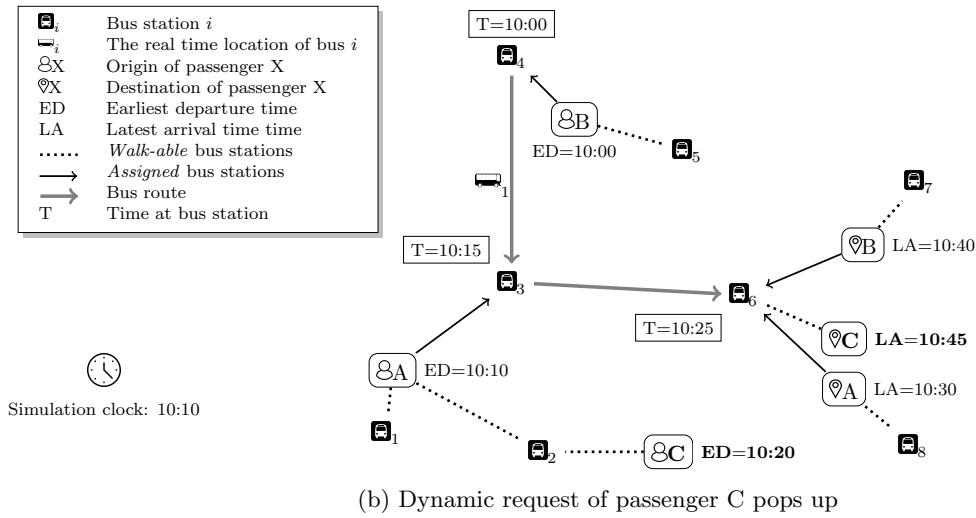 i Bus station i
i The real time location of bus i
X Origin of passenger X
X Destination of passenger X
ED Earliest departure time
LA Latest arrival time time
Walk-able bus stations
Assigned bus stations
Bus route
T Time at bus station
T=10:00
4
B
ED=10:00
5
1
7
B
LA=10:40
T=10:15
3
6
T=10:25
C
LA=10:45
A
ED=10:10
A
LA=10:30
Simulation clock: 10:10
1
2
C
ED=10:20
8
(b) Dynamic request of passenger C pops up